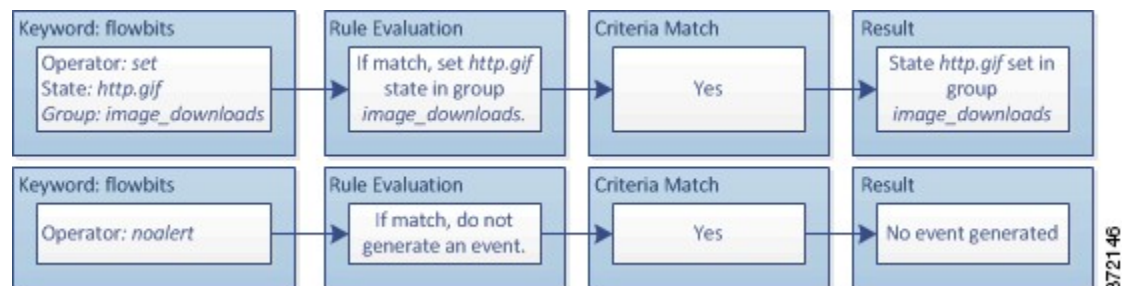 Keyword: flowbits
Operator: set
State: http.gif
Group: image_downloads
Rule Evaluation
If match, set http.gif
state in group
image_downloads.
Criteria Match
Yes
Result
State http.gif set in
group
image_downloads
Keyword: flowbits
Operator: noalert
Rule Evaluation
If match, do not
generate an event.
Criteria Match
Yes
Result
No event generated
372146